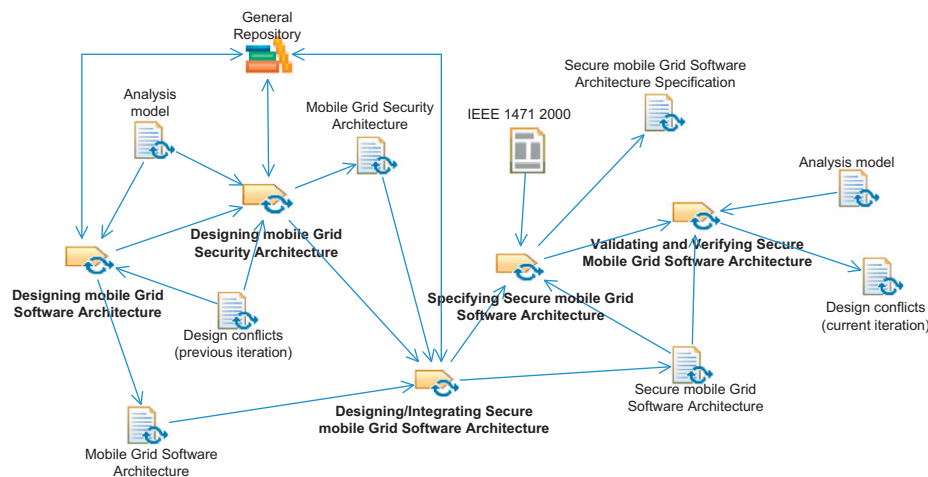 General
Repository
Analysis
model
Mobile Grid Security
Architecture
IEEE 1471 2000
Secure mobile Grid Software
Architecture Specification
Analysis model
Designing mobile Grid
Security Architecture
Validating and Verifying Secure
Mobile Grid Software Architecture
Designing mobile Grid
Software Architecture
Specifying Secure mobile Grid
Software Architecture
Design conflicts
(previous iteration)
Design conflicts
(current iteration)
Designing/Integrating Secure
mobile Grid Software Architecture
Secure mobile Grid
Software Architecture
Mobile Grid Software
Architecture